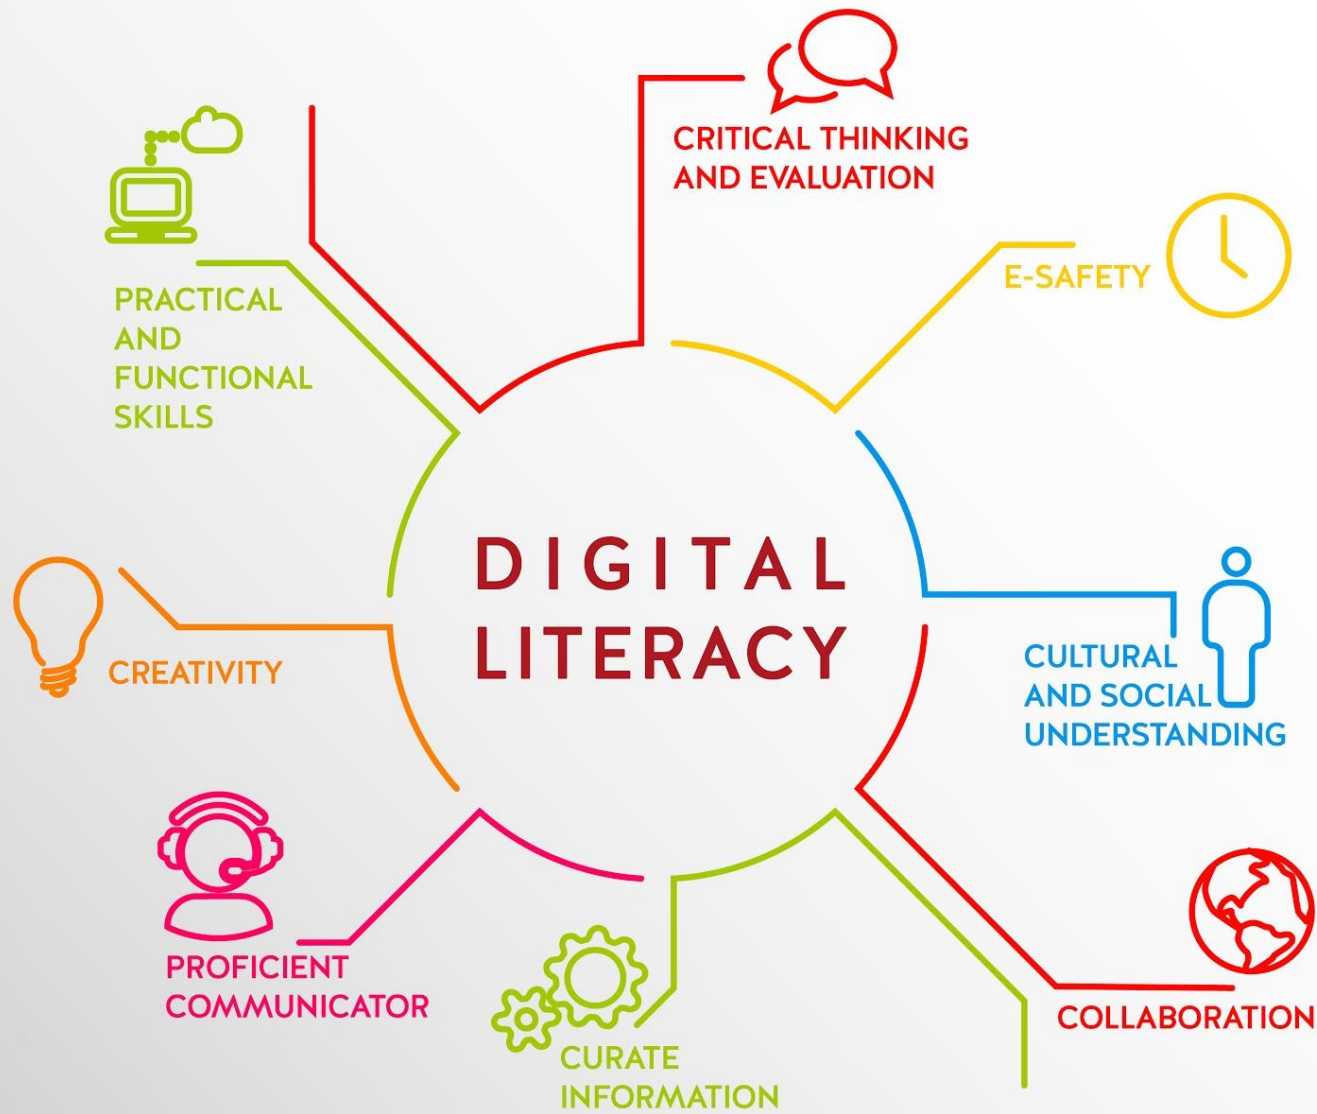 CRITICAL THINKING
AND EVALUATION
E-SAFETY
PRACTICAL
AND
FUNCTIONAL
SKILLS
DIGITAL
LITERACY
CREATIVITY
CULTURAL
AND SOCIAL
UNDERSTANDING
PROFICIENT
COMMUNICATOR
CURATE
INFORMATION
COLLABORATION